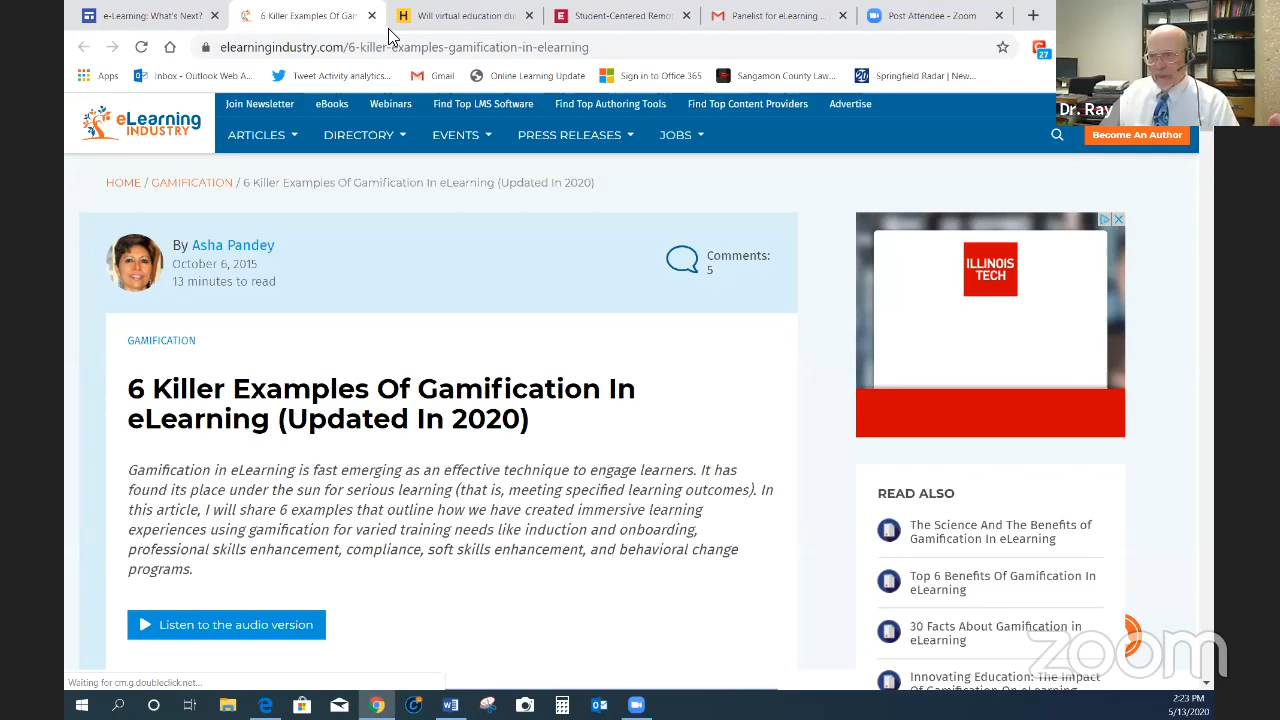 e-Learning: What's Next?
6 Killer Examples Of Gam
Will virtual education du
Student-Centered Remot
Panelist for eLearning ...
Post Attendee - Zoom
elearningindustry.com/6-killer-examples-gamification-in-elearning
27
Apps
Inbox - Outlook Web A...
Tweet Activity analytics...
Gmail
Online Learning Update
Sign in to Office 365
Sangamon County Law...
Springfield Radar | New...
Dr. Ray
eLearning
INDUSTRY
Join Newsletter
eBooks
Webinars
Find Top LMS Software
Find Top Authoring Tools
Find Top Content Providers
Advertise
ARTICLES
DIRECTORY
EVENTS
PRESS RELEASES
JOBS
Become An Author
HOME / GAMIFICATION / 6 Killer Examples Of Gamification In eLearning (Updated In 2020)
By Asha Pandey
October 6, 2015
13 minutes to read
Comments:
5
ILLINOIS
TECH
GAMIFICATION
6 Killer Examples Of Gamification In
eLearning (Updated In 2020)
Gamification in eLearning is fast emerging as an effective technique to engage learners. It has
found its place under the sun for serious learning (that is, meeting specified learning outcomes). In
this article, I will share 6 examples that outline how we have created immersive learning
experiences using gamification for varied training needs like induction and onboarding,
professional skills enhancement, compliance, soft skills enhancement, and behavioral change
programs.
Listen to the audio version
READ ALSO
The Science And The Benefits of
Gamification In eLearning
Top 6 Benefits Of Gamification In
eLearning
30 Facts About Gamification in
eLearning
Innovating Education: The Impact
Of Gamification On eLearning
zoom
Waiting for cm.g.doubleclick.net...
2:23 PM
5/13/2020